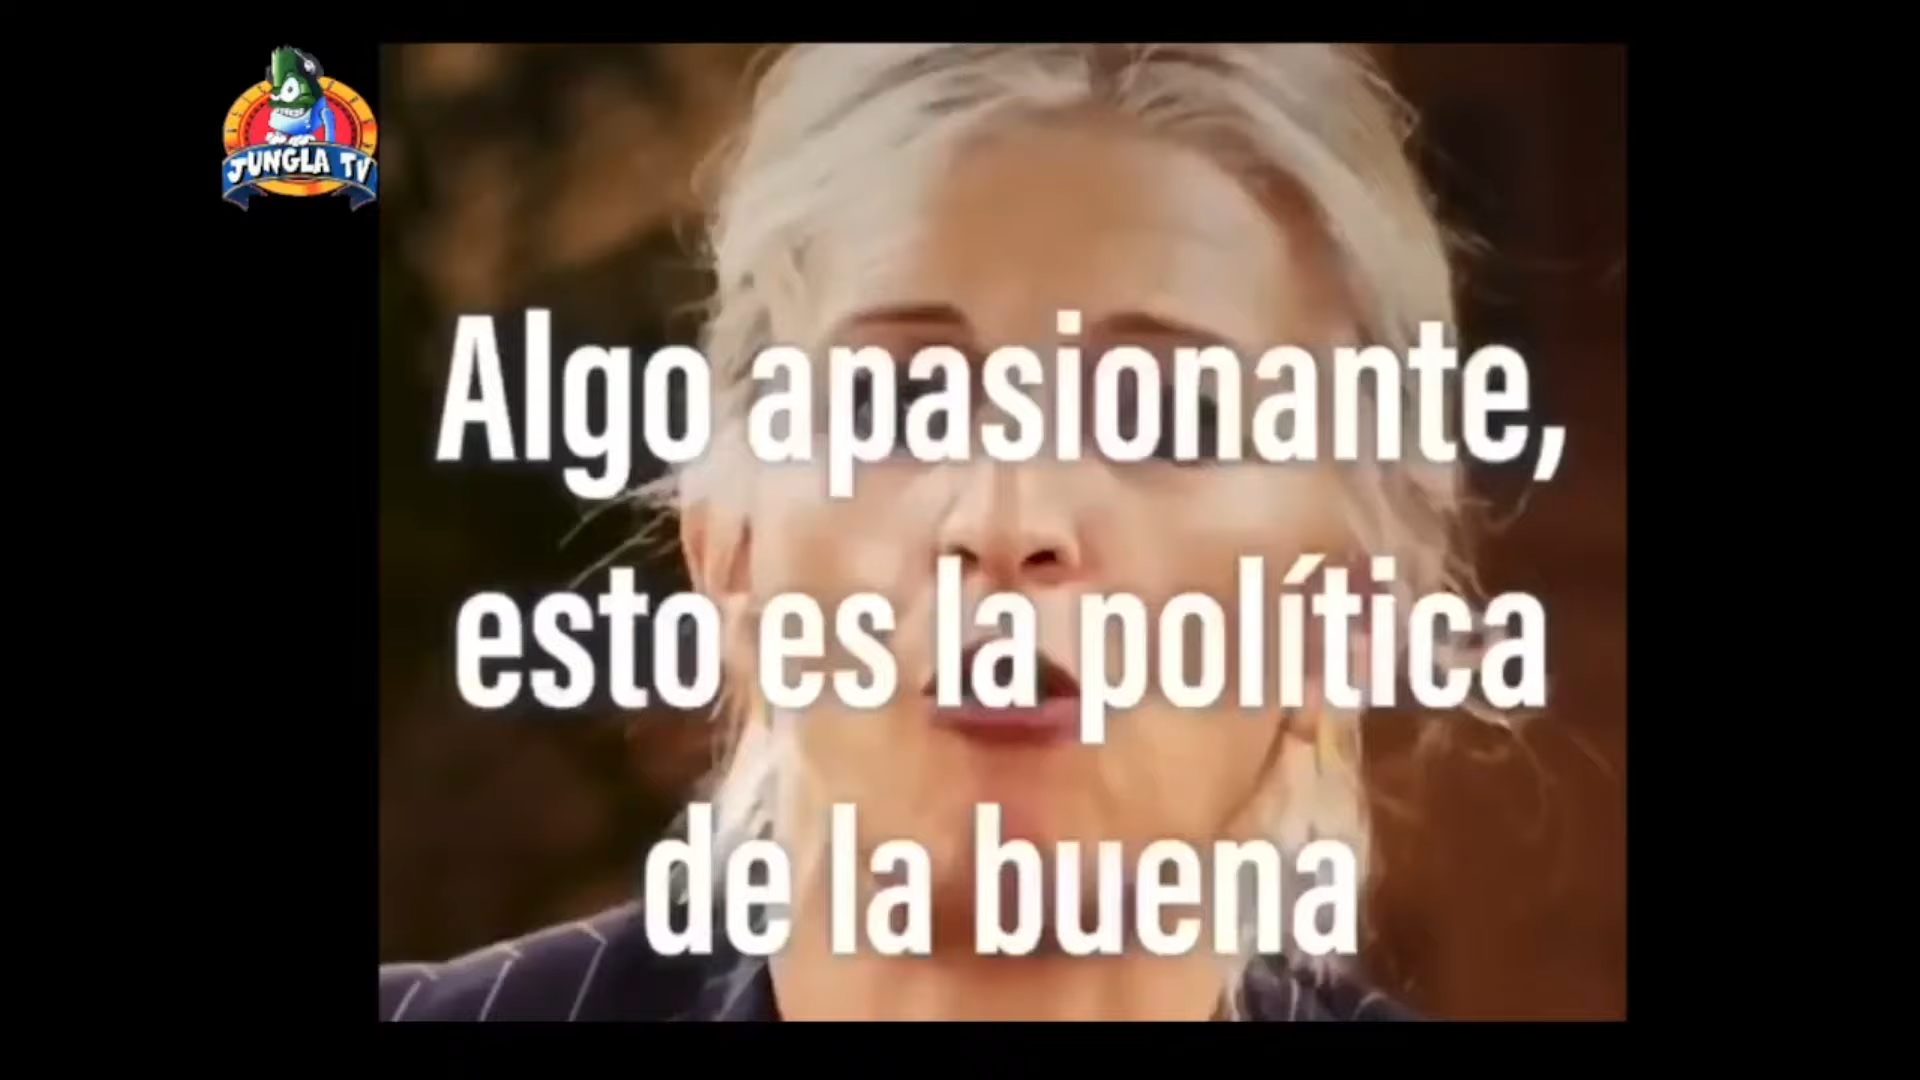 JUNGLA TV
Algo apasionante,
esto es la política
de la buena